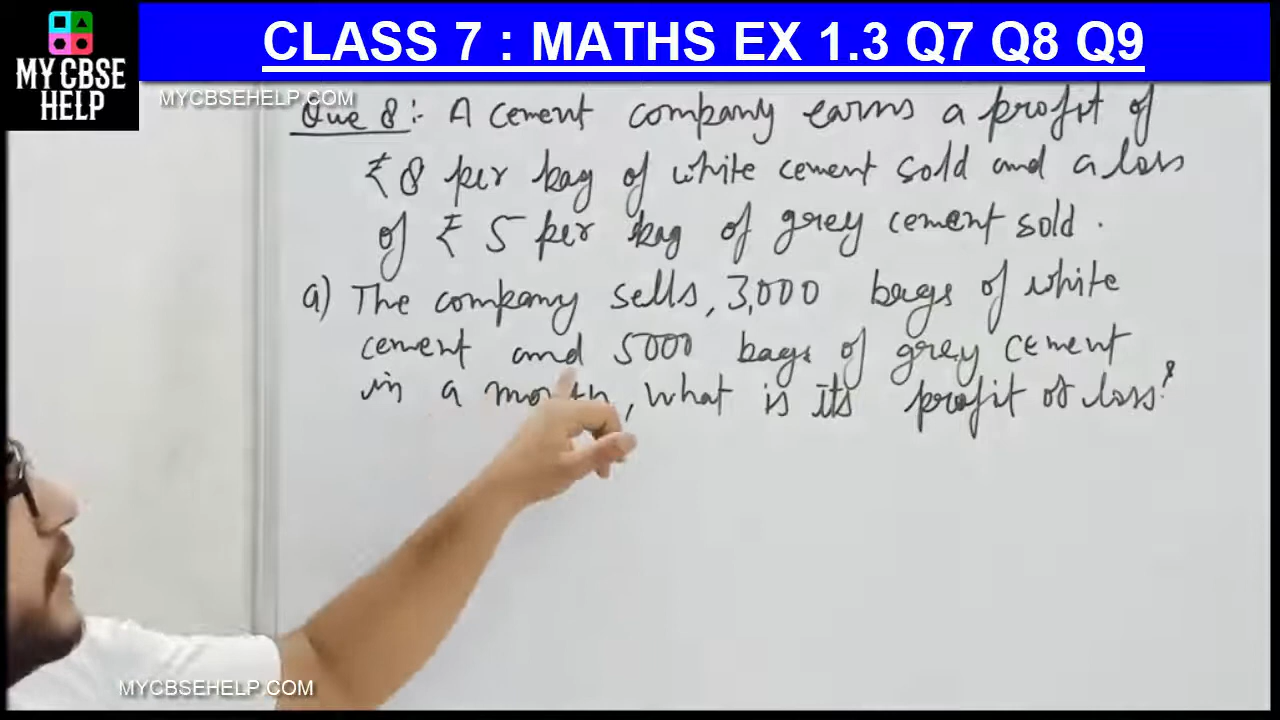 CLASS 7 : MATHS EX 1.3 Q7 Q8 Q9
MY CBSE
HELP
MYCBSEHELP.COM
Que 8:- A cement company earns a profit of
₹ 8 per bag of white cement sold and a loss
of ₹ 5 per bag of grey cement sold.
a) The company sells, 3,000 bags of white
cement and 5000 bags of grey cement
in a month, what is its profit or loss?
MYCBSEHELP.COM